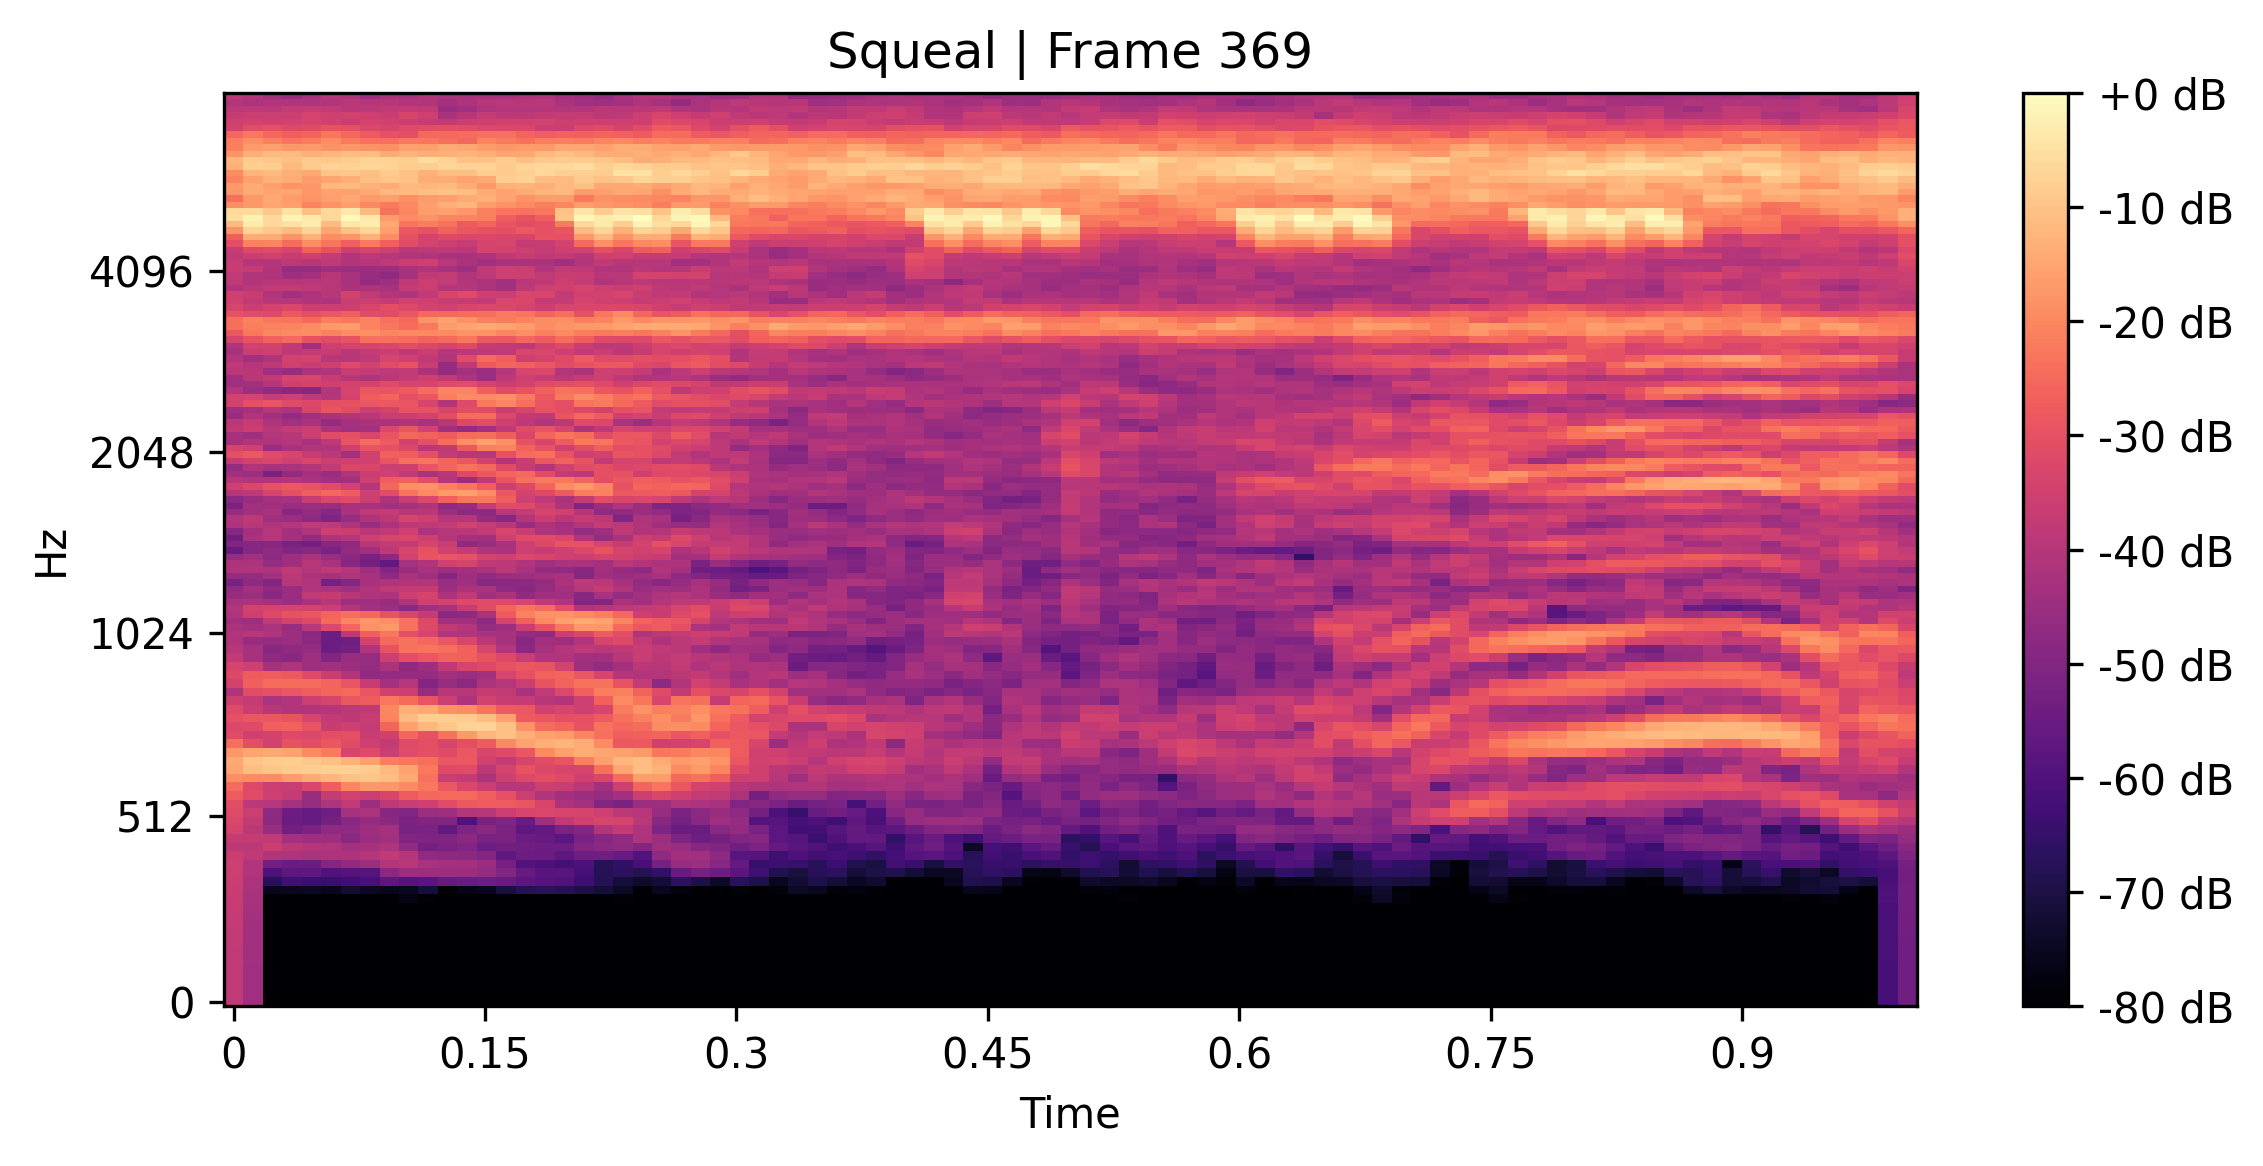 Squeal | Frame 369
+0 dB
-10 dB
-20 dB
-30 dB
-40 dB
-50 dB
-60 dB
-70 dB
-80 dB
Hz
4096
2048
1024
512
0
0 0.15 0.3 0.45 0.6 0.75 0.9
Time